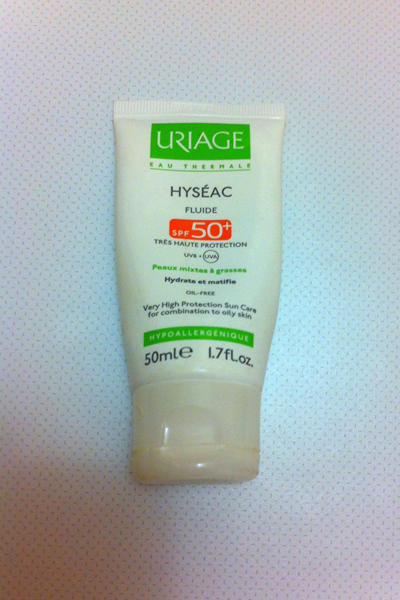 URIAGE
EAU THERMALE
HYSÉAC
FLUIDE
SPF 50+
TRÈS HAUTE PROTECTION
UVB + UVA
Peaux mixtes à grasses
Hydrate et matifie
OIL-FREE
Very High Protection Sun Care
for combination to oily skin
HYPOALLERGÉNIQUE
50ml e 1.7fl.oz.